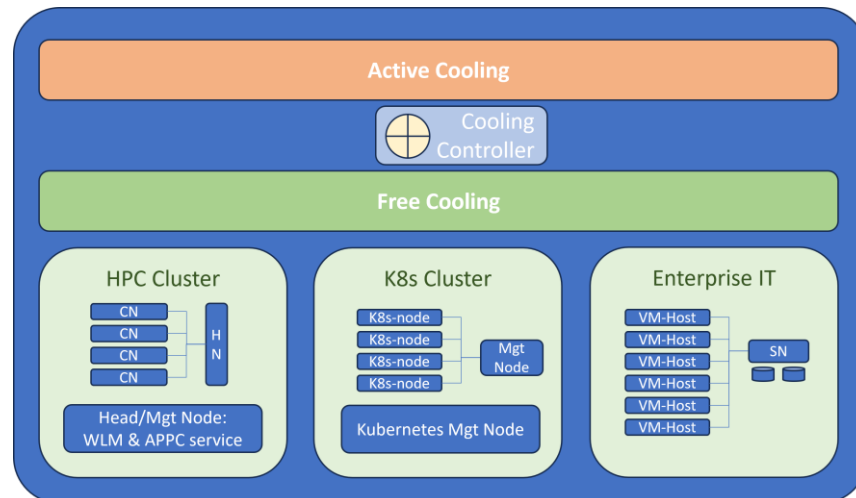 Active Cooling
Cooling
Controller
Free Cooling
HPC Cluster
CN
CN
CN
CN
H
N
Head/Mgt Node:
WLM & APPC service
K8s Cluster
K8s-node
K8s-node
K8s-node
K8s-node
Mgt
Node
Kubernetes Mgt Node
Enterprise IT
VM-Host
VM-Host
VM-Host
VM-Host
VM-Host
VM-Host
SN